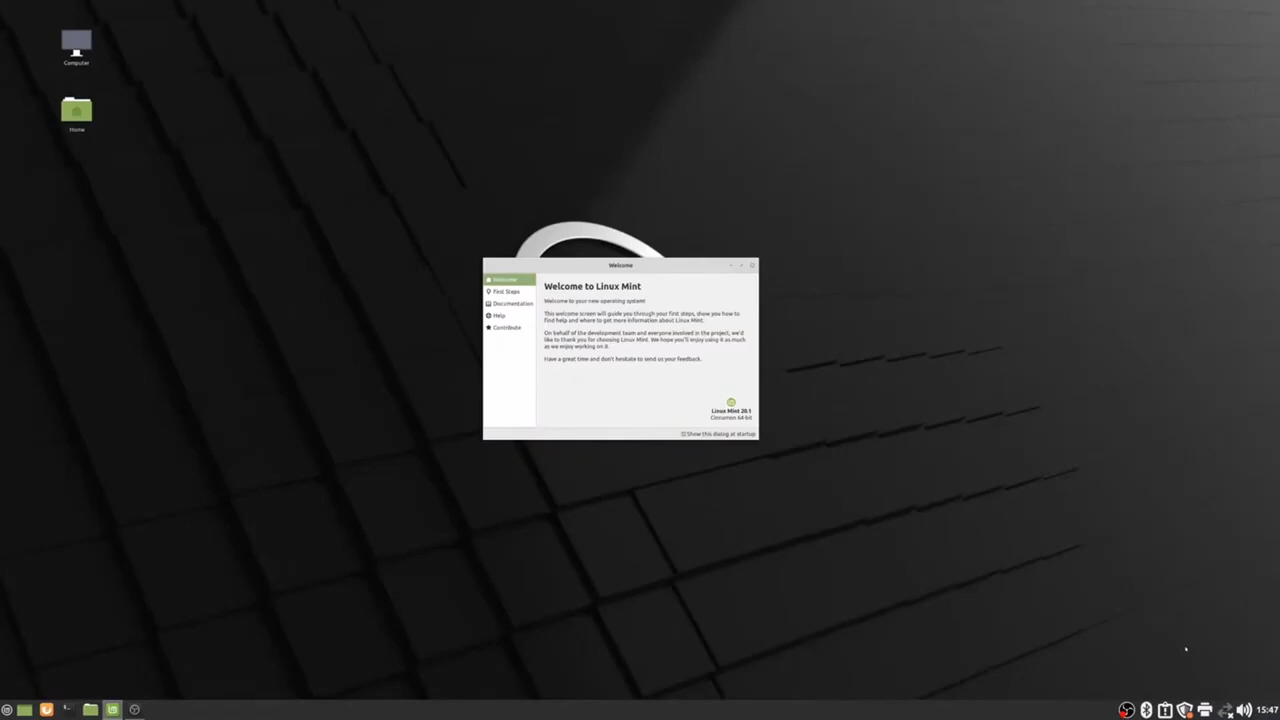 Computer
Home
Welcome
Welcome
First Steps
Documentation
Help
Contribute
Welcome to Linux Mint
Welcome to your new operating system!
This welcome screen will guide you through your first steps, show you how to
find help and where to get more information about Linux Mint.
On behalf of the development team and everyone involved in the project, we'd
like to thank you for choosing Linux Mint. We hope you'll enjoy using it as much
as we enjoy working on it.
Have a great time and don't hesitate to send us your feedback.
Linux Mint 20.1
Cinnamon 64-bit
Show this dialog at startup
15:47